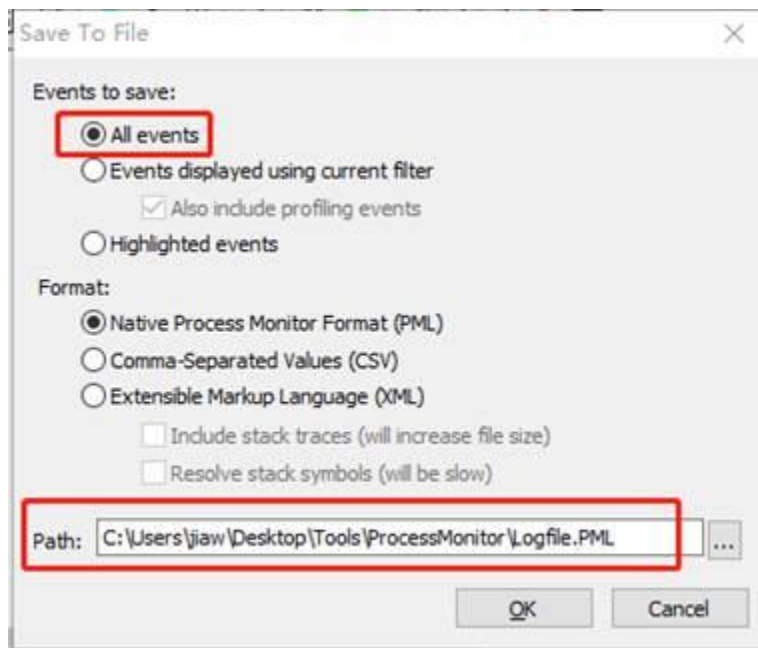 Save To File
Events to save:
All events
Events displayed using current filter
Also include profiling events
Highlighted events
Format:
Native Process Monitor Format (PML)
Comma-Separated Values (CSV)
Extensible Markup Language (XML)
Include stack traces (will increase file size)
Resolve stack symbols (will be slow)
Path: C:\Users\jiaw\Desktop\Tools\ProcessMonitor\Logfile.PML ...
OK Cancel